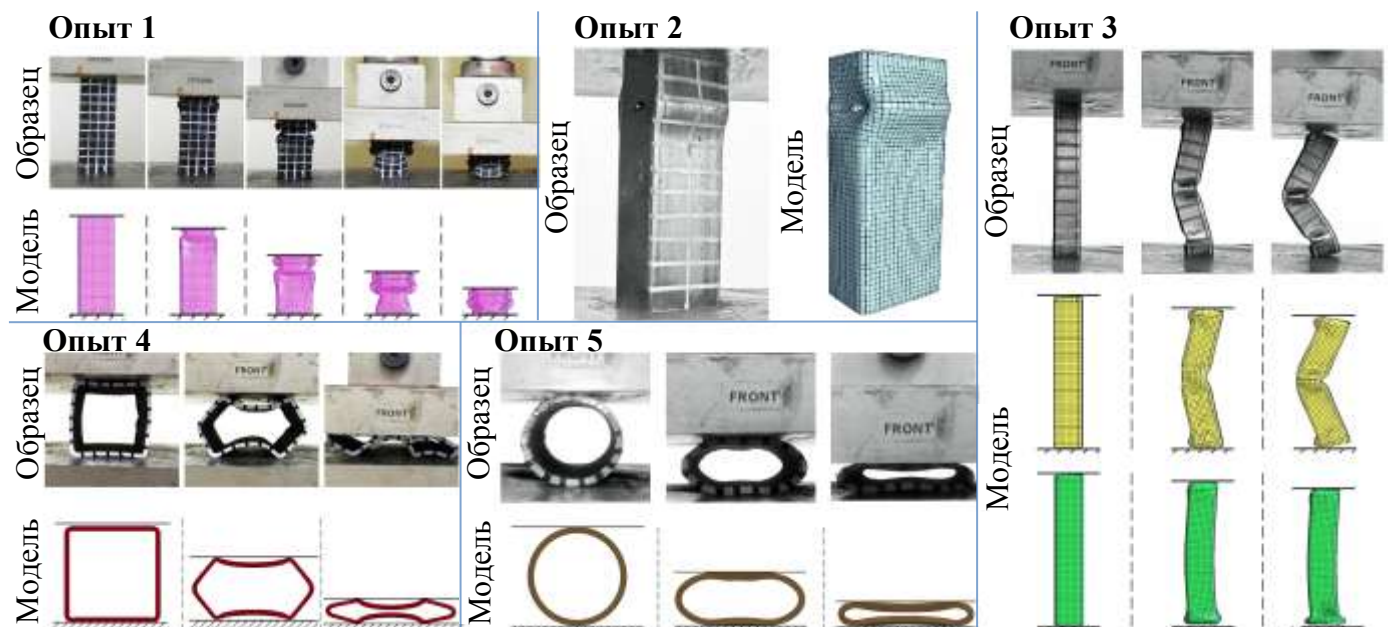 Опыт 1
Образец
Модель
Опыт 2
Образец
Модель
Опыт 3
Образец
FRONT
FRONT
FRONT
Модель
Опыт 4
Образец
FRONT
FRONT
Модель
Опыт 5
Образец
FRONT
FRONT
Модель